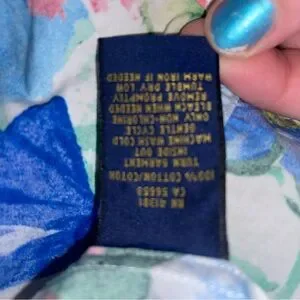 RN 41381
CA 56653
100% COTTON/COTON
TURN GARMENT
INSIDE OUT
MACHINE WASH COLD
GENTLE CYCLE
ONLY NON-CHLORINE
BLEACH WHEN NEEDED
REMOVE PROMPTLY
TUMBLE DRY LOW
WARM IRON IF NEEDED